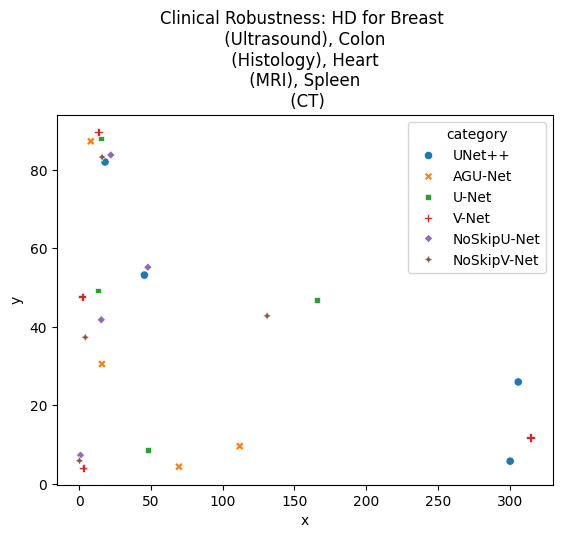 Clinical Robustness: HD for Breast
(Ultrasound), Colon
(Histology), Heart
(MRI), Spleen
(CT)
category
UNet++
AGU-Net
U-Net
V-Net
NoSkipU-Net
NoSkipV-Net
y
80
60
40
20
0
0 50 100 150 200 250 300
x